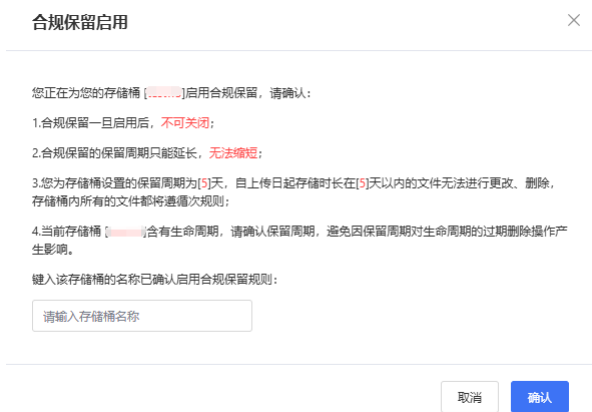 合规保留启用
您正在为您的存储桶 []启用合规保留，请确认：
1.合规保留一旦启用后，不可关闭；
2.合规保留的保留周期只能延长，无法缩短；
3.您为存储桶设置的保留周期为[5]天，自上传日起存储时长在[5]天以内的文件无法进行更改、删除，
存储桶内所有的文件都将遵循次规则；
4.当前存储桶 []含有生命周期，请确认保留周期，避免因保留周期对生命周期的过期删除操作产
生影响。
键入该存储桶的名称已确认启用合规保留规则：
请输入存储桶名称
取消 确认